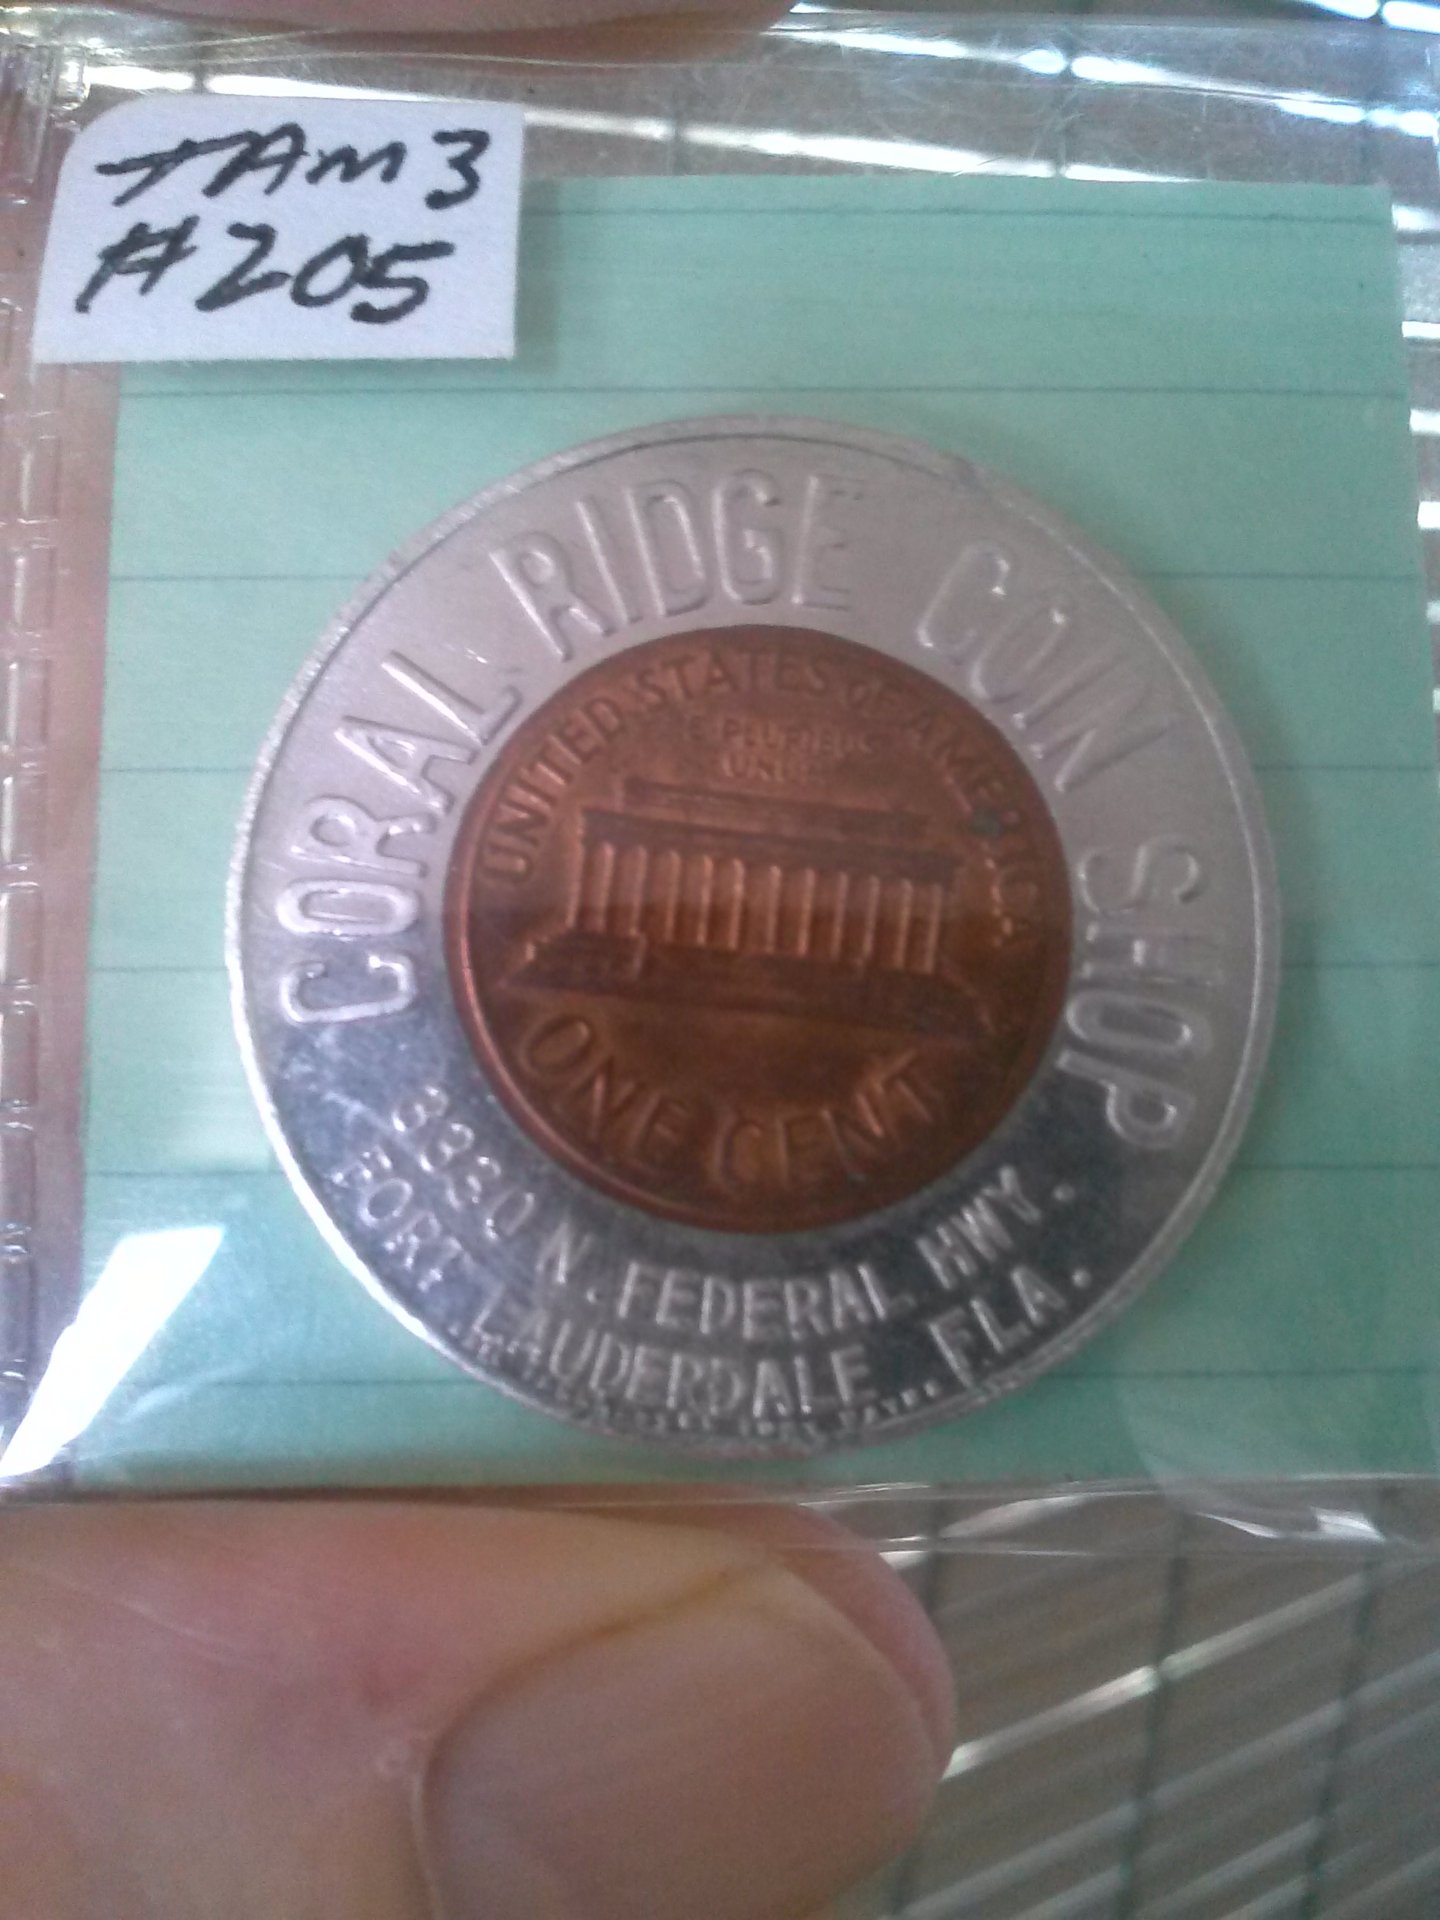 TAM 3
#205
CORAL RIDGE COIN SHOP
UNITED STATES OF AMERICA
E PLURIBUS
UNUM
ONE CENT
3320 N. FEDERAL HWY.
FORT LAUDERDALE FLA.